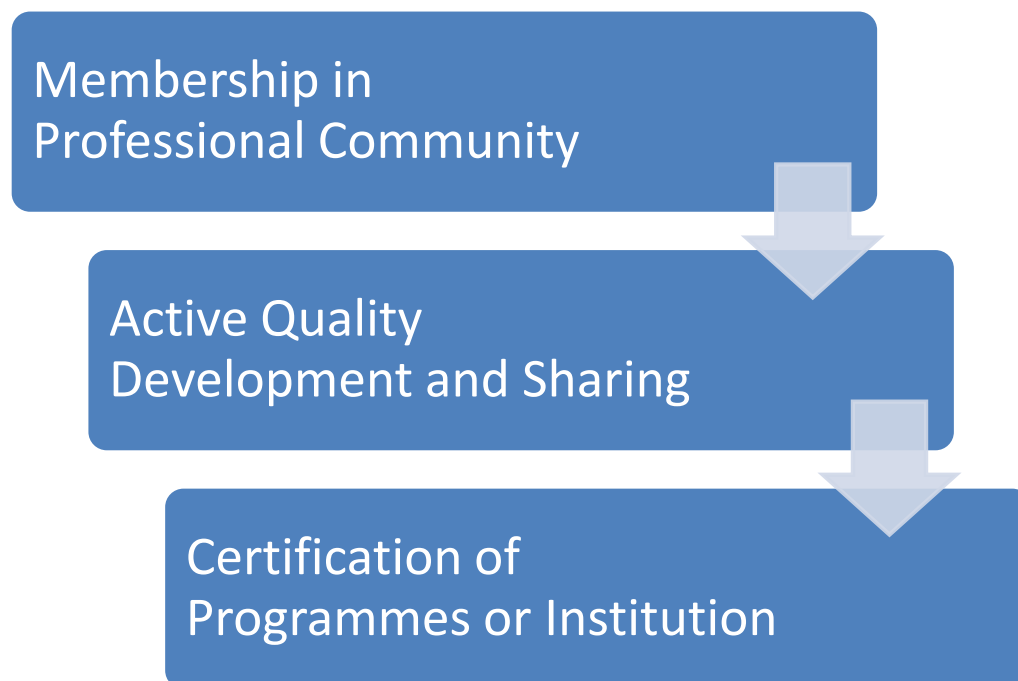 Membership in
Professional Community
Active Quality
Development and Sharing
Certification of
Programmes or Institution